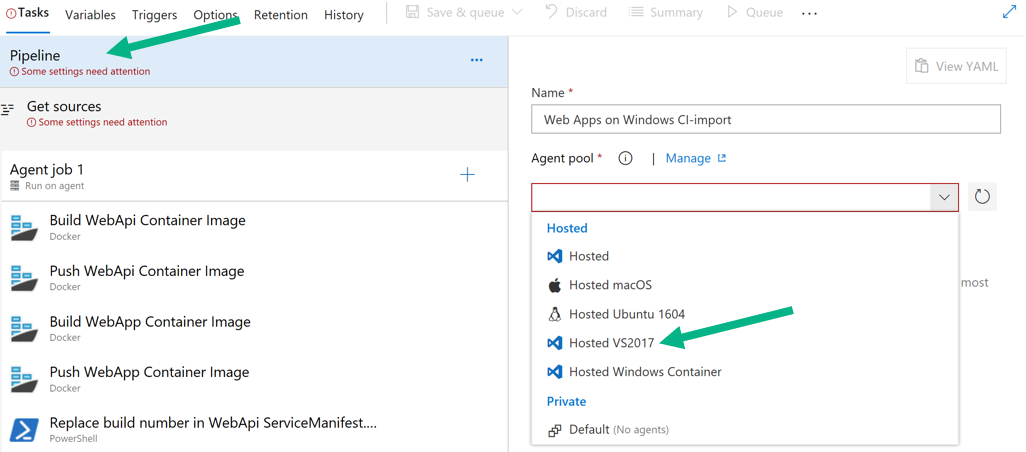 Tasks
Variables
Triggers
Options
Retention
History
Save & queue
Discard
Summary
Queue
...
Pipeline
Some settings need attention
...
Get sources
Some settings need attention
Agent job 1
Run on agent
Build WebApi Container Image
Docker
Push WebApi Container Image
Docker
Build WebApp Container Image
Docker
Push WebApp Container Image
Docker
Replace build number in WebApi ServiceManifest....
PowerShell
View YAML
Name *
Web Apps on Windows CI-import
Agent pool * | Manage
Hosted
Hosted
Hosted macOS
Hosted Ubuntu 1604
Hosted VS2017
Hosted Windows Container
Private
Default (No agents)
most